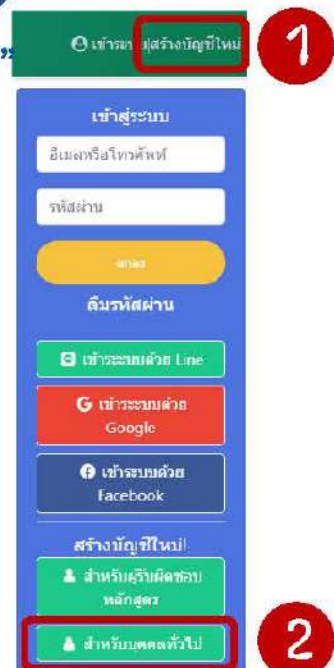 ”
เข้าระบบ|สร้างบัญชีใหม่
1
เข้าสู่ระบบ
อีเมลหรือโทรศัพท์
รหัสผ่าน
ตกลง
ลืมรหัสผ่าน
เข้าระบบด้วย Line
G เข้าระบบด้วย
Google
เข้าระบบด้วย
Facebook
สร้างบัญชีใหม่!
สำหรับผู้รับผิดชอบ
หลักสูตร
สำหรับบุคคลทั่วไป
2